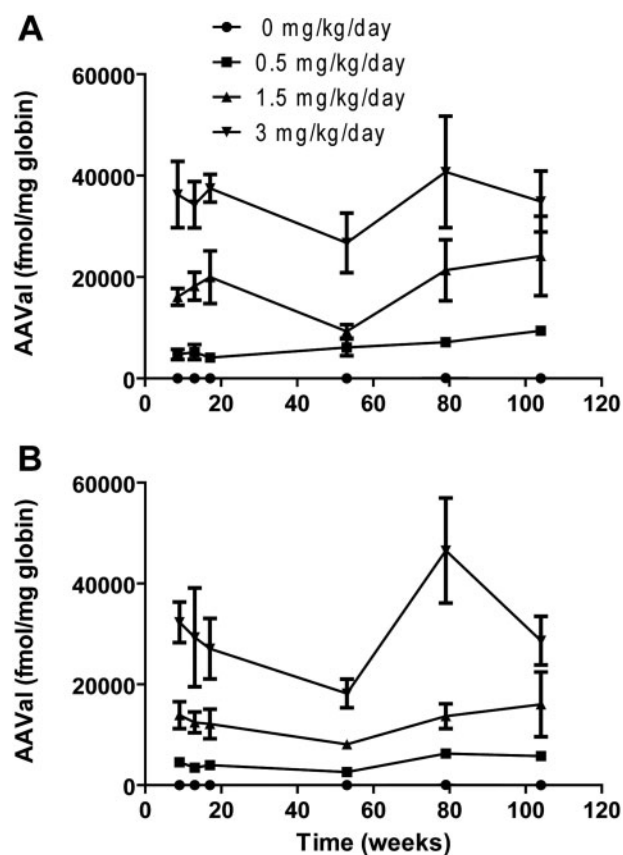 A
0 mg/kg/day
0.5 mg/kg/day
1.5 mg/kg/day
3 mg/kg/day
AAVal (fmol/mg globin)
60000
40000
20000
0
0 20 40 60 80 100 120
B
AAVal (fmol/mg globin)
60000
40000
20000
0
0 20 40 60 80 100 120
Time (weeks)